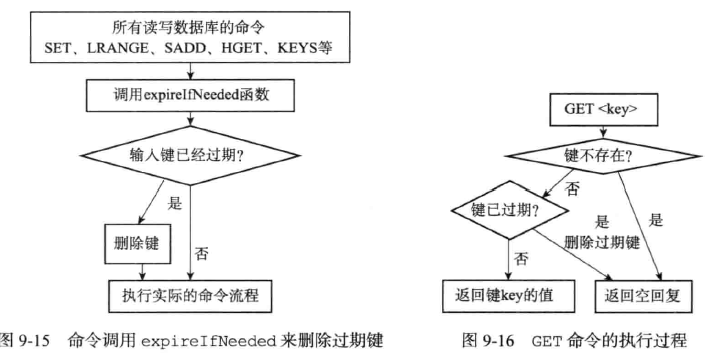 所有读写数据库的命令
SET、LRANGE、SADD、HGET、KEYS等
调用expireIfNeeded函数
输入键已经过期?
是
删除键
否
执行实际的命令流程
图 9-15 命令调用 expireIfNeeded 来删除过期键
GET <key>
键不存在?
否
键已过期?
是
删除过期键
是
否
返回键key的值
返回空回复
图 9-16 GET 命令的执行过程